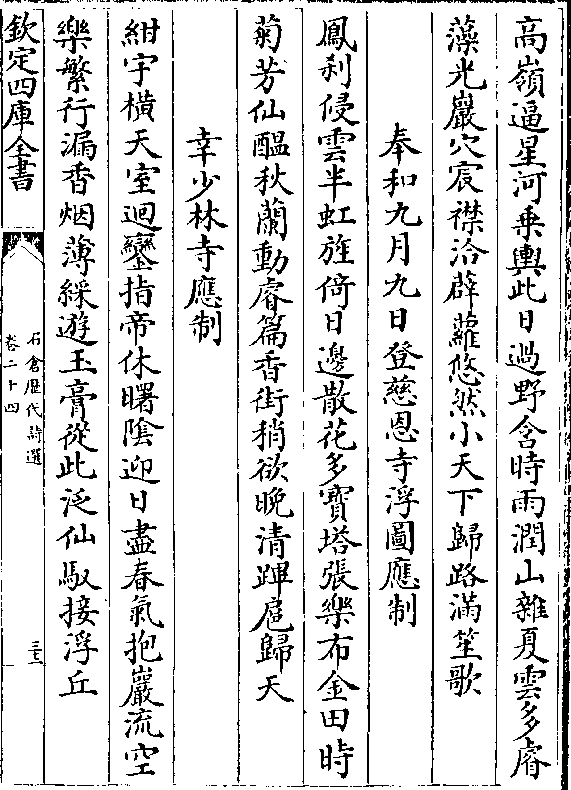 高嶺逼星河乗輿此日過野含時雨潤山雜夏雲多睿
藻光巖穴宸襟洽薜蘿悠然小天下歸路滿笙歌
奉和九月九日登慈恩寺浮圖應制
鳳刹侵雲半虹旌倚日邊散花多寳塔張樂布金田時
菊芳仙醖秋蘭動睿篇香街稍欲晩清蹕扈歸天
幸少林寺應制
紺宇橫天室迴鑾指帝休曙陰迎日盡春氣抱巖流空
樂繁行漏香烟薄綵遊玉膏從此泛仙馭接浮丘
欽定四庫全書
石倉歷代詩選
卷二十四
三十三